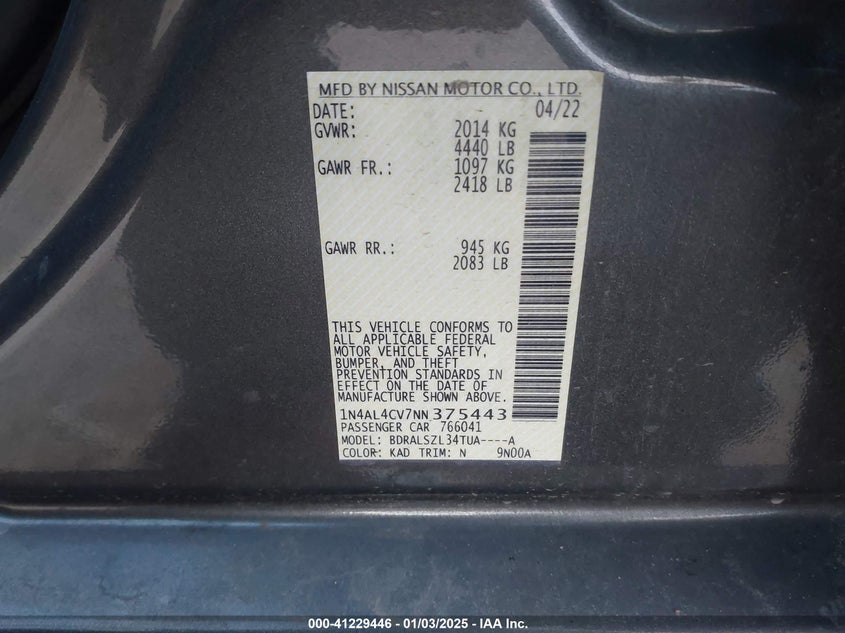 MFD BY NISSAN MOTOR CO., LTD.
DATE: 04/22
GVWR: 2014 KG
4440 LB
GAWR FR.: 1097 KG
2418 LB
GAWR RR.: 945 KG
2083 LB
THIS VEHICLE CONFORMS TO
ALL APPLICABLE FEDERAL
MOTOR VEHICLE SAFETY,
BUMPER, AND THEFT
PREVENTION STANDARDS IN
EFFECT ON THE DATE OF
MANUFACTURE SHOWN ABOVE.
1N4AL4CV7NN375443
PASSENGER CAR 766041
MODEL: BDRALSZL34TUA----A
COLOR: KAD TRIM: N 9N00A
000-41229446 - 01/03/2025 - IAA Inc.